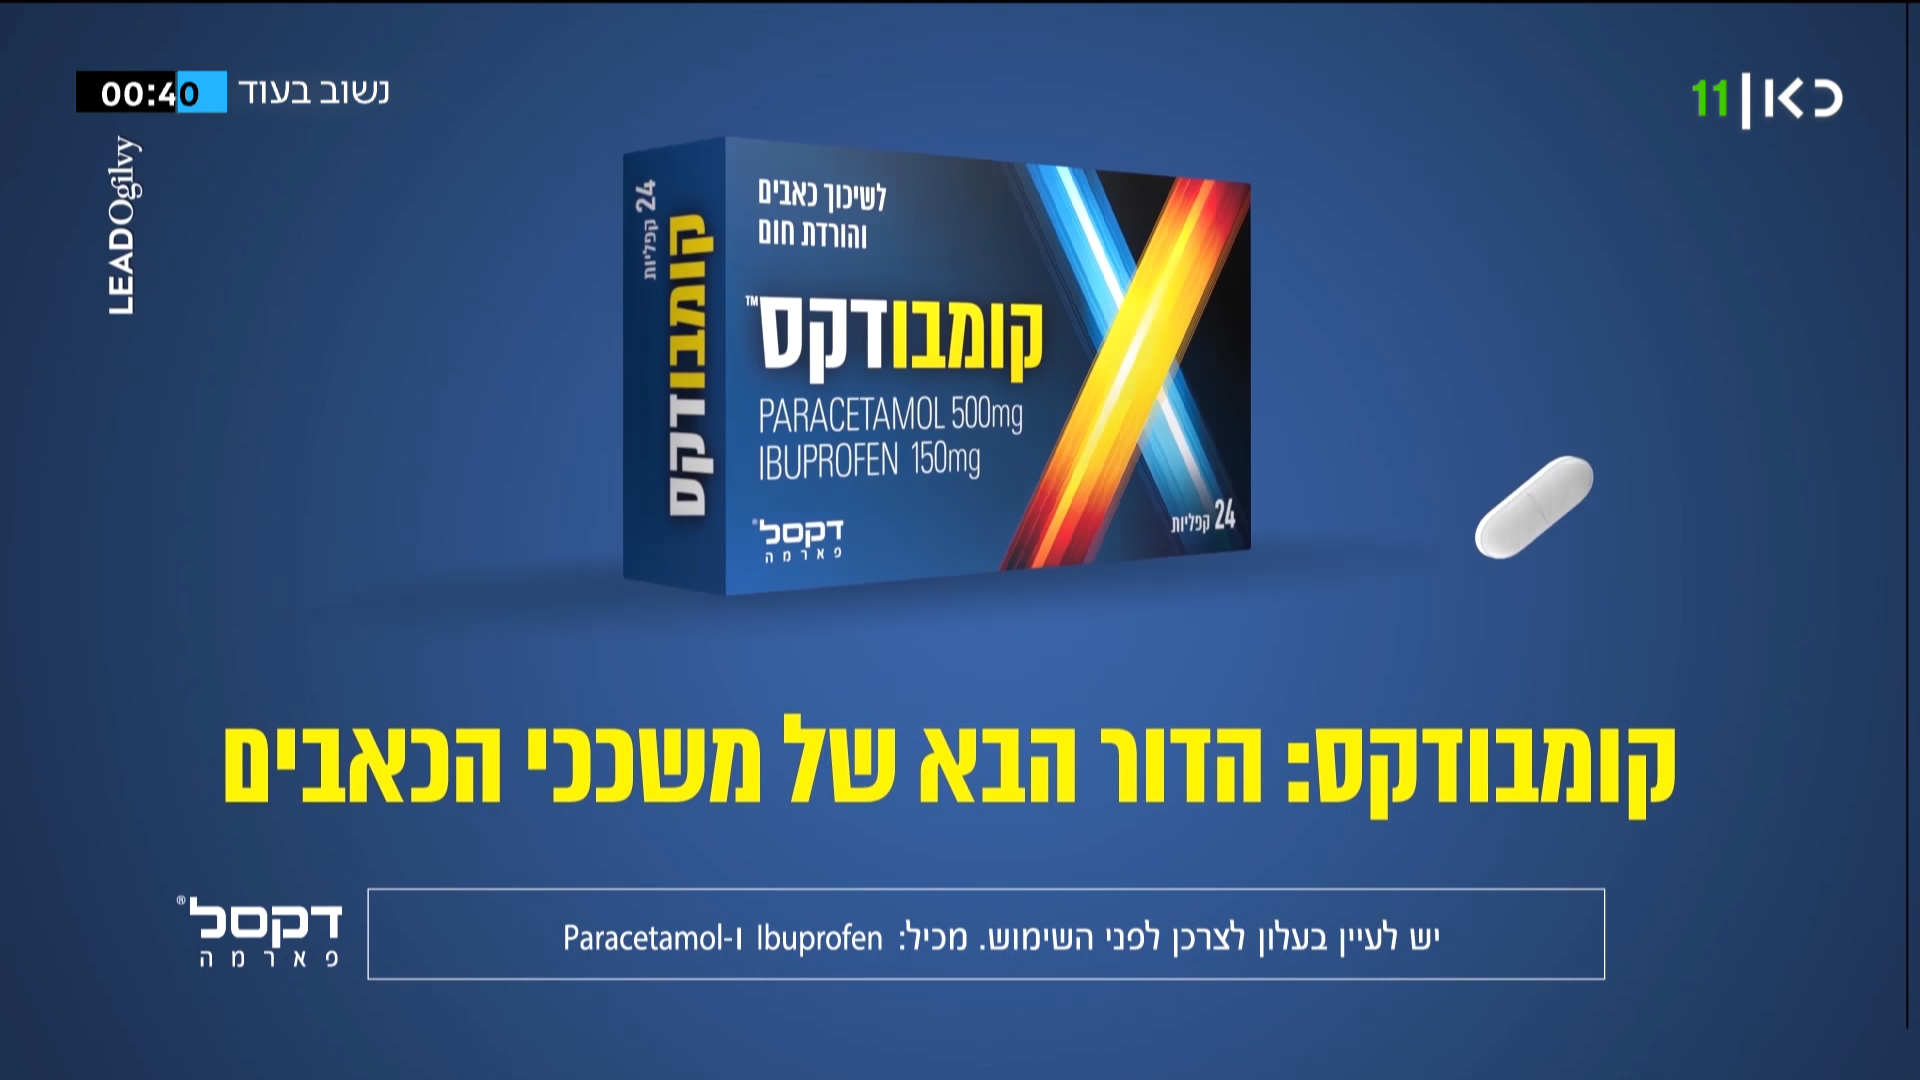 00:40 נשוב בעוד
כאן 11
LEADOgilvy
לשיכוך כאבים
והורדת חום
קומבודקס™
PARACETAMOL 500mg
IBUPROFEN 150mg
דקסל®
פארמה
24 קפליות
24 קפליות
קומבודקס
קומבודקס: הדור הבא של משככי הכאבים
דקסל®
פארמה
יש לעיין בעלון לצרכן לפני השימוש. מכיל: Ibuprofen ו-Paracetamol